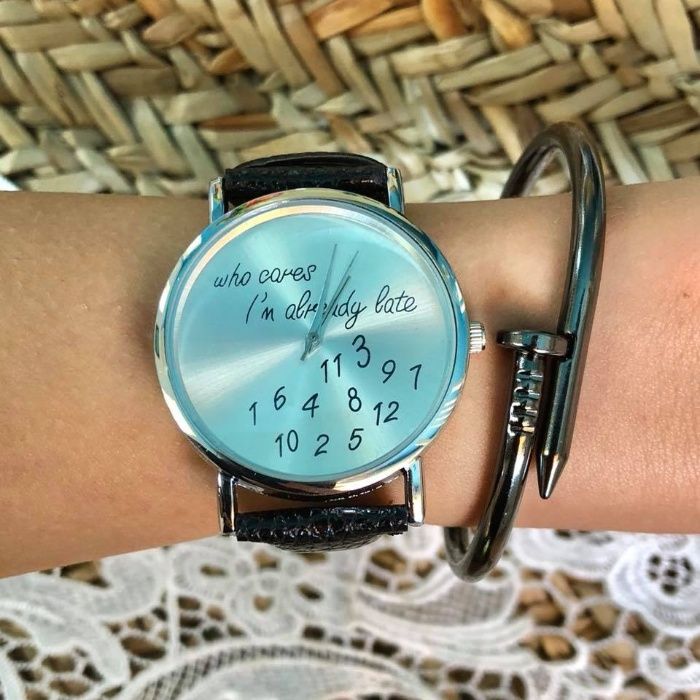 who cares
I'm already late
11 3
9 7
1 6 4 8 12
10 2 5